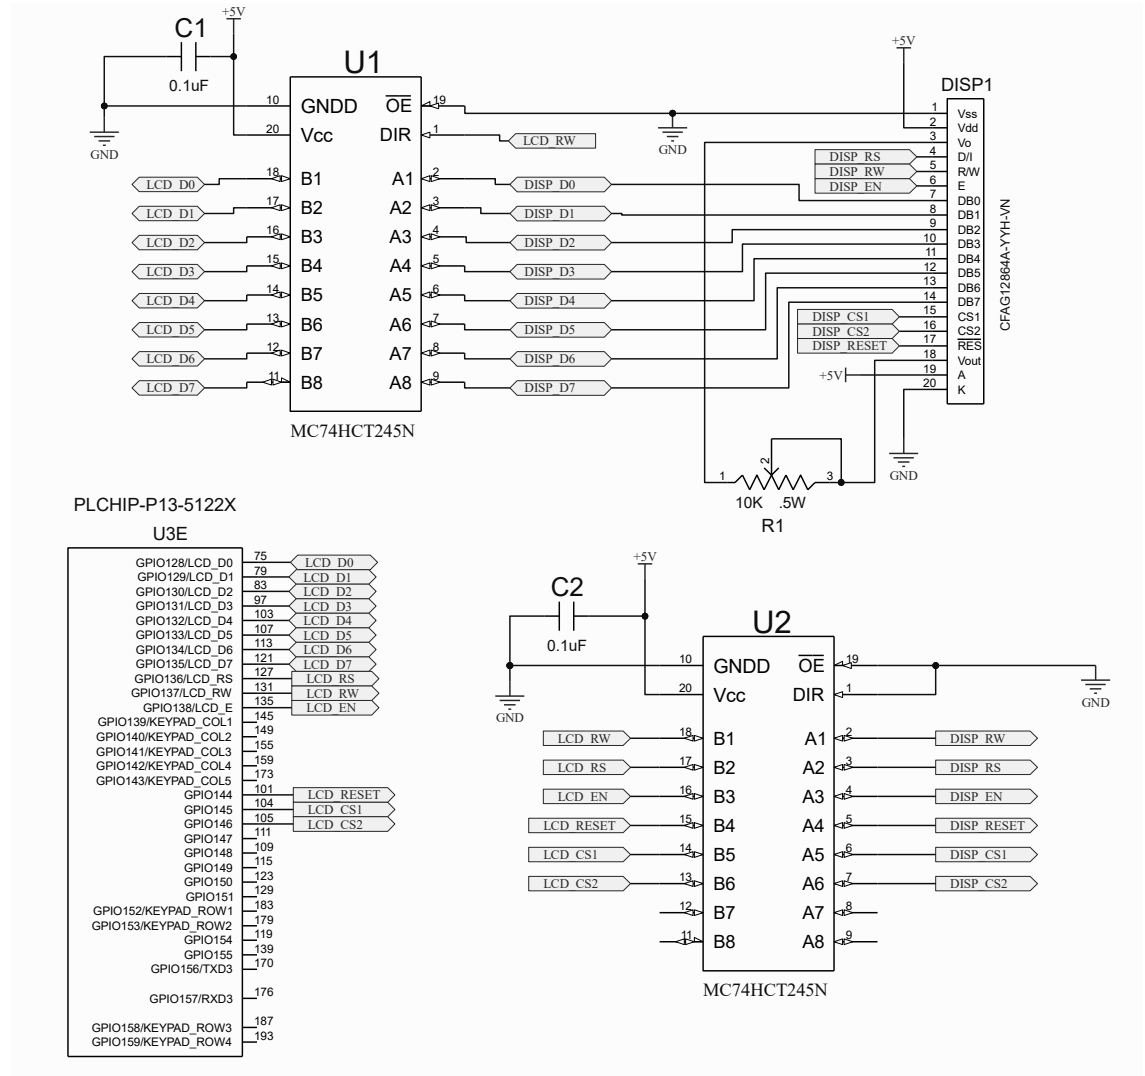 +5V
C1
0.1uF
GND
U1
10 GNDD OE 19
20 Vcc DIR 1 LCD_RW
LCD_D0 18 B1 A1 2 DISP_D0
LCD_D1 17 B2 A2 3 DISP_D1
LCD_D2 16 B3 A3 4 DISP_D2
LCD_D3 15 B4 A4 5 DISP_D3
LCD_D4 14 B5 A5 6 DISP_D4
LCD_D5 13 B6 A6 7 DISP_D5
LCD_D6 12 B7 A7 8 DISP_D6
LCD_D7 11 B8 A8 9 DISP_D7
MC74HCT245N
GND
+5V
DISP1
1 Vss
2 Vdd
3 Vo
DISP_RS 4 D/I
DISP_RW 5 R/W
DISP_EN 6 E
7 DB0
8 DB1
9 DB2
10 DB3
11 DB4
12 DB5
13 DB6
14 DB7
DISP_CS1 15 CS1
DISP_CS2 16 CS2
DISP_RESET 17 RES
18 Vout
+5V 19 A
20 K
CFAG12864A-YYH-VN
GND
1 2 3
10K .5W
R1
PLCHIP-P13-5122X
U3E
GPIO128/LCD_D0 75 LCD_D0
GPIO129/LCD_D1 79 LCD_D1
GPIO130/LCD_D2 83 LCD_D2
GPIO131/LCD_D3 97 LCD_D3
GPIO132/LCD_D4 103 LCD_D4
GPIO133/LCD_D5 107 LCD_D5
GPIO134/LCD_D6 113 LCD_D6
GPIO135/LCD_D7 121 LCD_D7
GPIO136/LCD_RS 127 LCD_RS
GPIO137/LCD_RW 131 LCD_RW
GPIO138/LCD_E 135 LCD_EN
GPIO139/KEYPAD_COL1 145
GPIO140/KEYPAD_COL2 149
GPIO141/KEYPAD_COL3 155
GPIO142/KEYPAD_COL4 159
GPIO143/KEYPAD_COL5 173
GPIO144 101 LCD_RESET
GPIO145 104 LCD_CS1
GPIO146 105 LCD_CS2
GPIO147 111
GPIO148 109
GPIO149 115
GPIO150 123
GPIO151 129
GPIO152/KEYPAD_ROW1 183
GPIO153/KEYPAD_ROW2 179
GPIO154 119
GPIO155 139
GPIO156/TXD3 170
GPIO157/RXD3 176
GPIO158/KEYPAD_ROW3 187
GPIO159/KEYPAD_ROW4 193
+5V
C2
0.1uF
GND
U2
10 GNDD OE 19
20 Vcc DIR 1
GND
LCD_RW 18 B1 A1 2 DISP_RW
LCD_RS 17 B2 A2 3 DISP_RS
LCD_EN 16 B3 A3 4 DISP_EN
LCD_RESET 15 B4 A4 5 DISP_RESET
LCD_CS1 14 B5 A5 6 DISP_CS1
LCD_CS2 13 B6 A6 7 DISP_CS2
12 B7 A7 8
11 B8 A8 9
MC74HCT245N